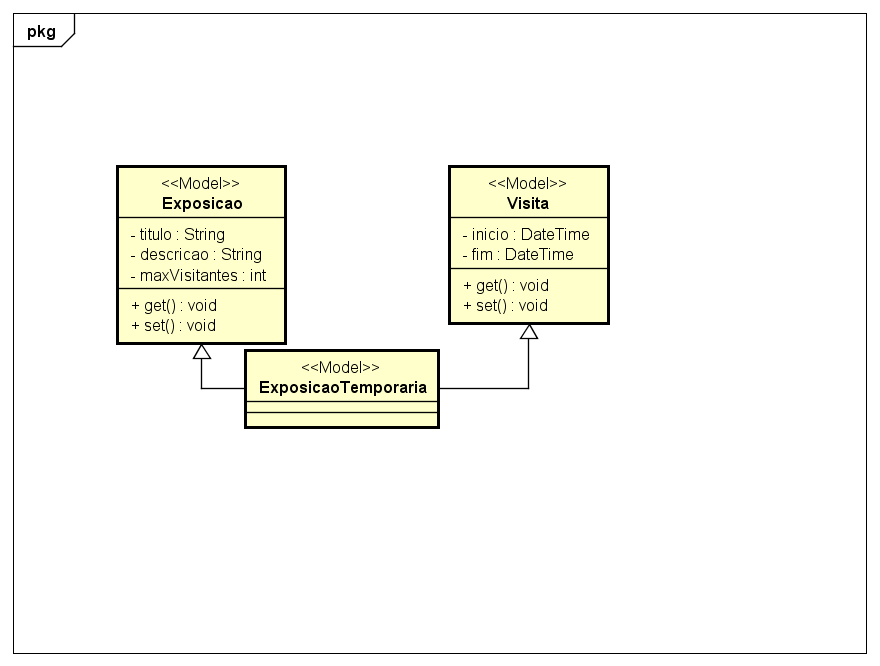 pkg
<<Model>>
Exposicao
- titulo : String
- descricao : String
- maxVisitantes : int
+ get() : void
+ set() : void
<<Model>>
Visita
- inicio : DateTime
- fim : DateTime
+ get() : void
+ set() : void
<<Model>>
ExposicaoTemporaria